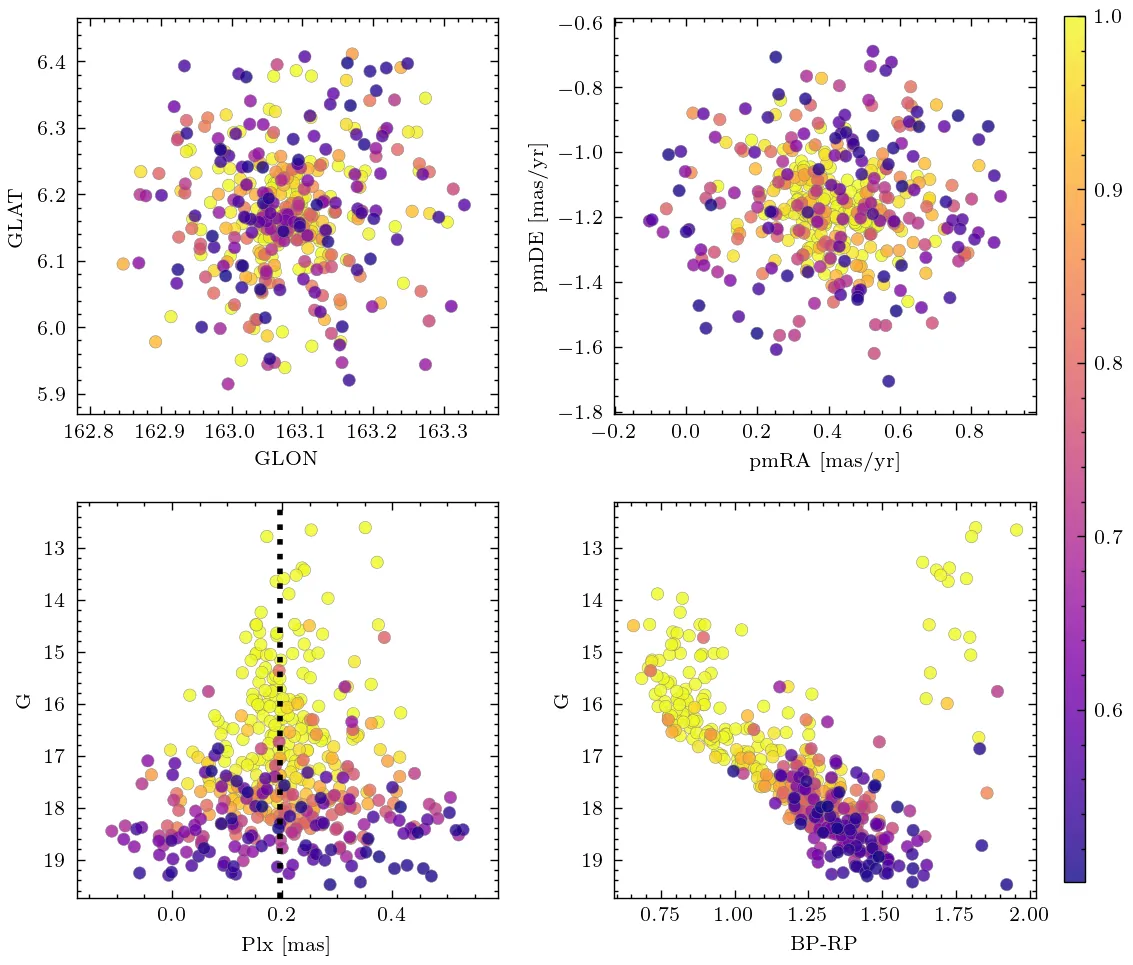 6.4
6.3
6.2
6.1
6.0
5.9
GLAT
162.8 162.9 163.0 163.1 163.2 163.3
GLON
−0.6
−0.8
−1.0
−1.2
−1.4
−1.6
−1.8
pmDE [mas/yr]
−0.2 0.0 0.2 0.4 0.6 0.8
pmRA [mas/yr]
13
14
15
16
17
18
19
G
0.0 0.2 0.4
Plx [mas]
13
14
15
16
17
18
19
G
0.75 1.00 1.25 1.50 1.75 2.00
BP-RP
1.0
0.9
0.8
0.7
0.6